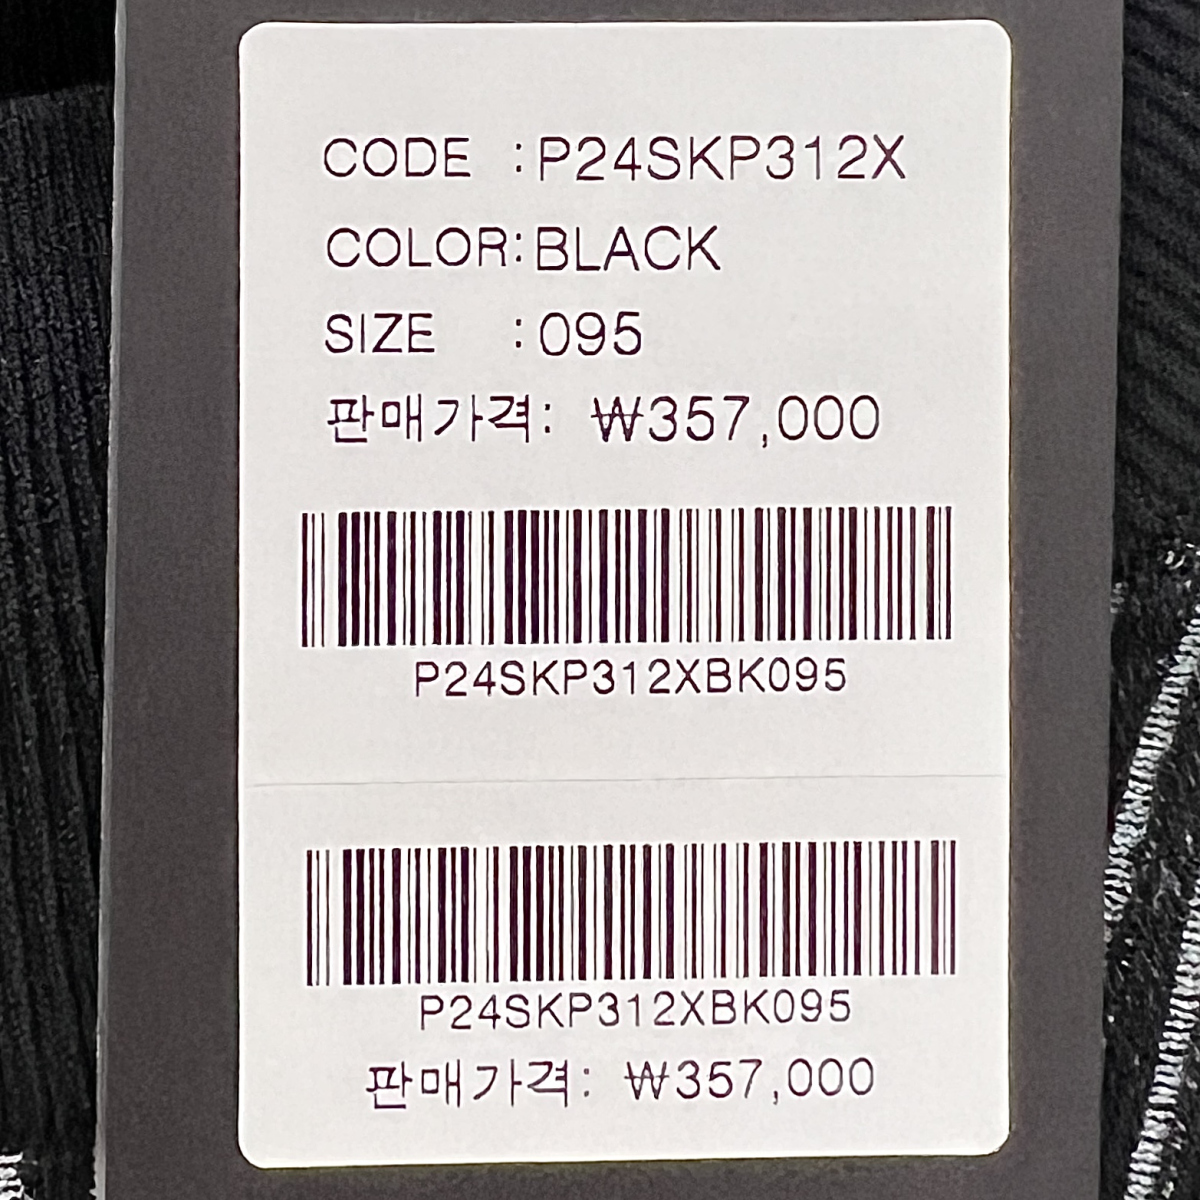 CODE :P24SKP312X
COLOR:BLACK
SIZE :095
판매가격: ₩357,000
P24SKP312XBK095
P24SKP312XBK095
판매가격: ₩357,000